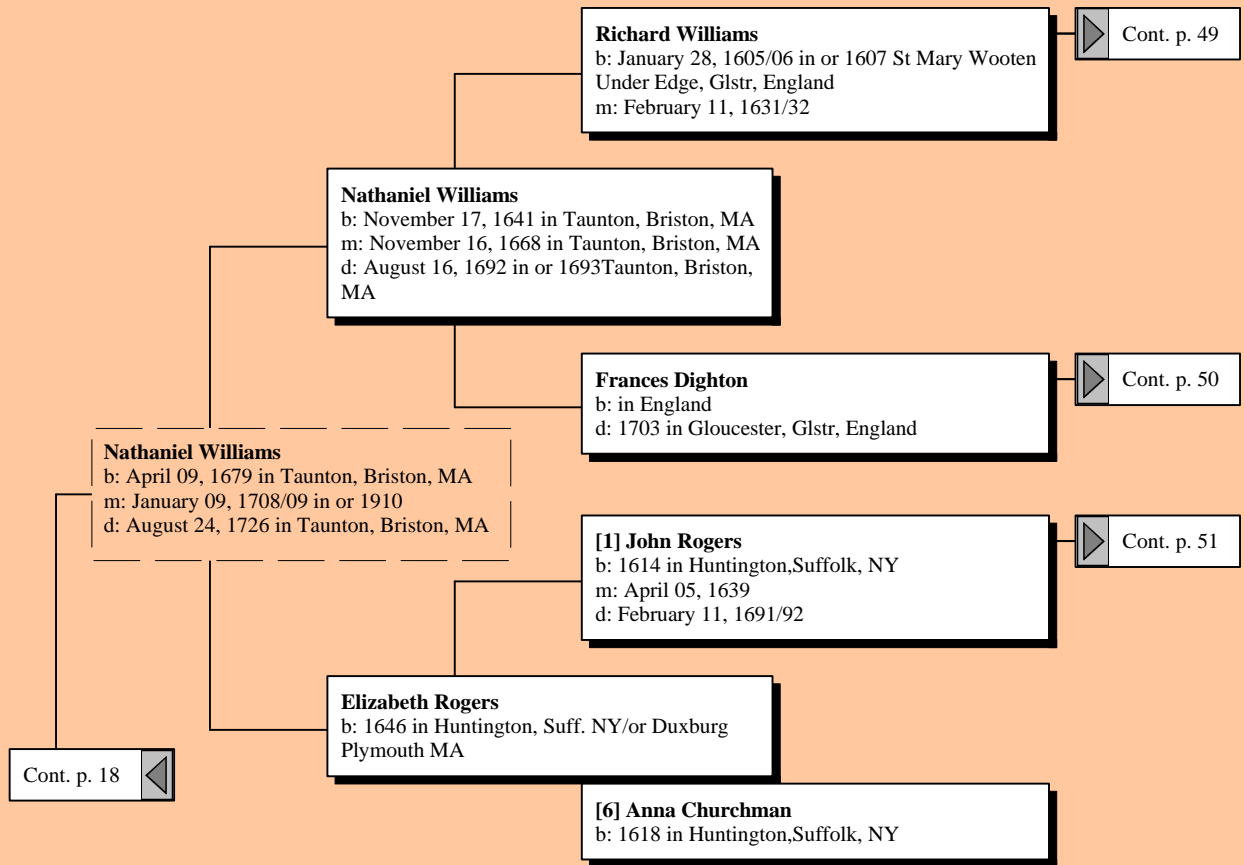 Richard Williams
b: January 28, 1605/06 in or 1607 St Mary Wooten
Under Edge, Glstr, England
m: February 11, 1631/32
Cont. p. 49
Nathaniel Williams
b: November 17, 1641 in Taunton, Briston, MA
m: November 16, 1668 in Taunton, Briston, MA
d: August 16, 1692 in or 1693Taunton, Briston,
MA
Frances Dighton
b: in England
d: 1703 in Gloucester, Glstr, England
Cont. p. 50
Nathaniel Williams
b: April 09, 1679 in Taunton, Briston, MA
m: January 09, 1708/09 in or 1910
d: August 24, 1726 in Taunton, Briston, MA
[1] John Rogers
b: 1614 in Huntington,Suffolk, NY
m: April 05, 1639
d: February 11, 1691/92
Cont. p. 51
Elizabeth Rogers
b: 1646 in Huntington, Suff. NY/or Duxburg
Plymouth MA
Cont. p. 18
[6] Anna Churchman
b: 1618 in Huntington,Suffolk, NY